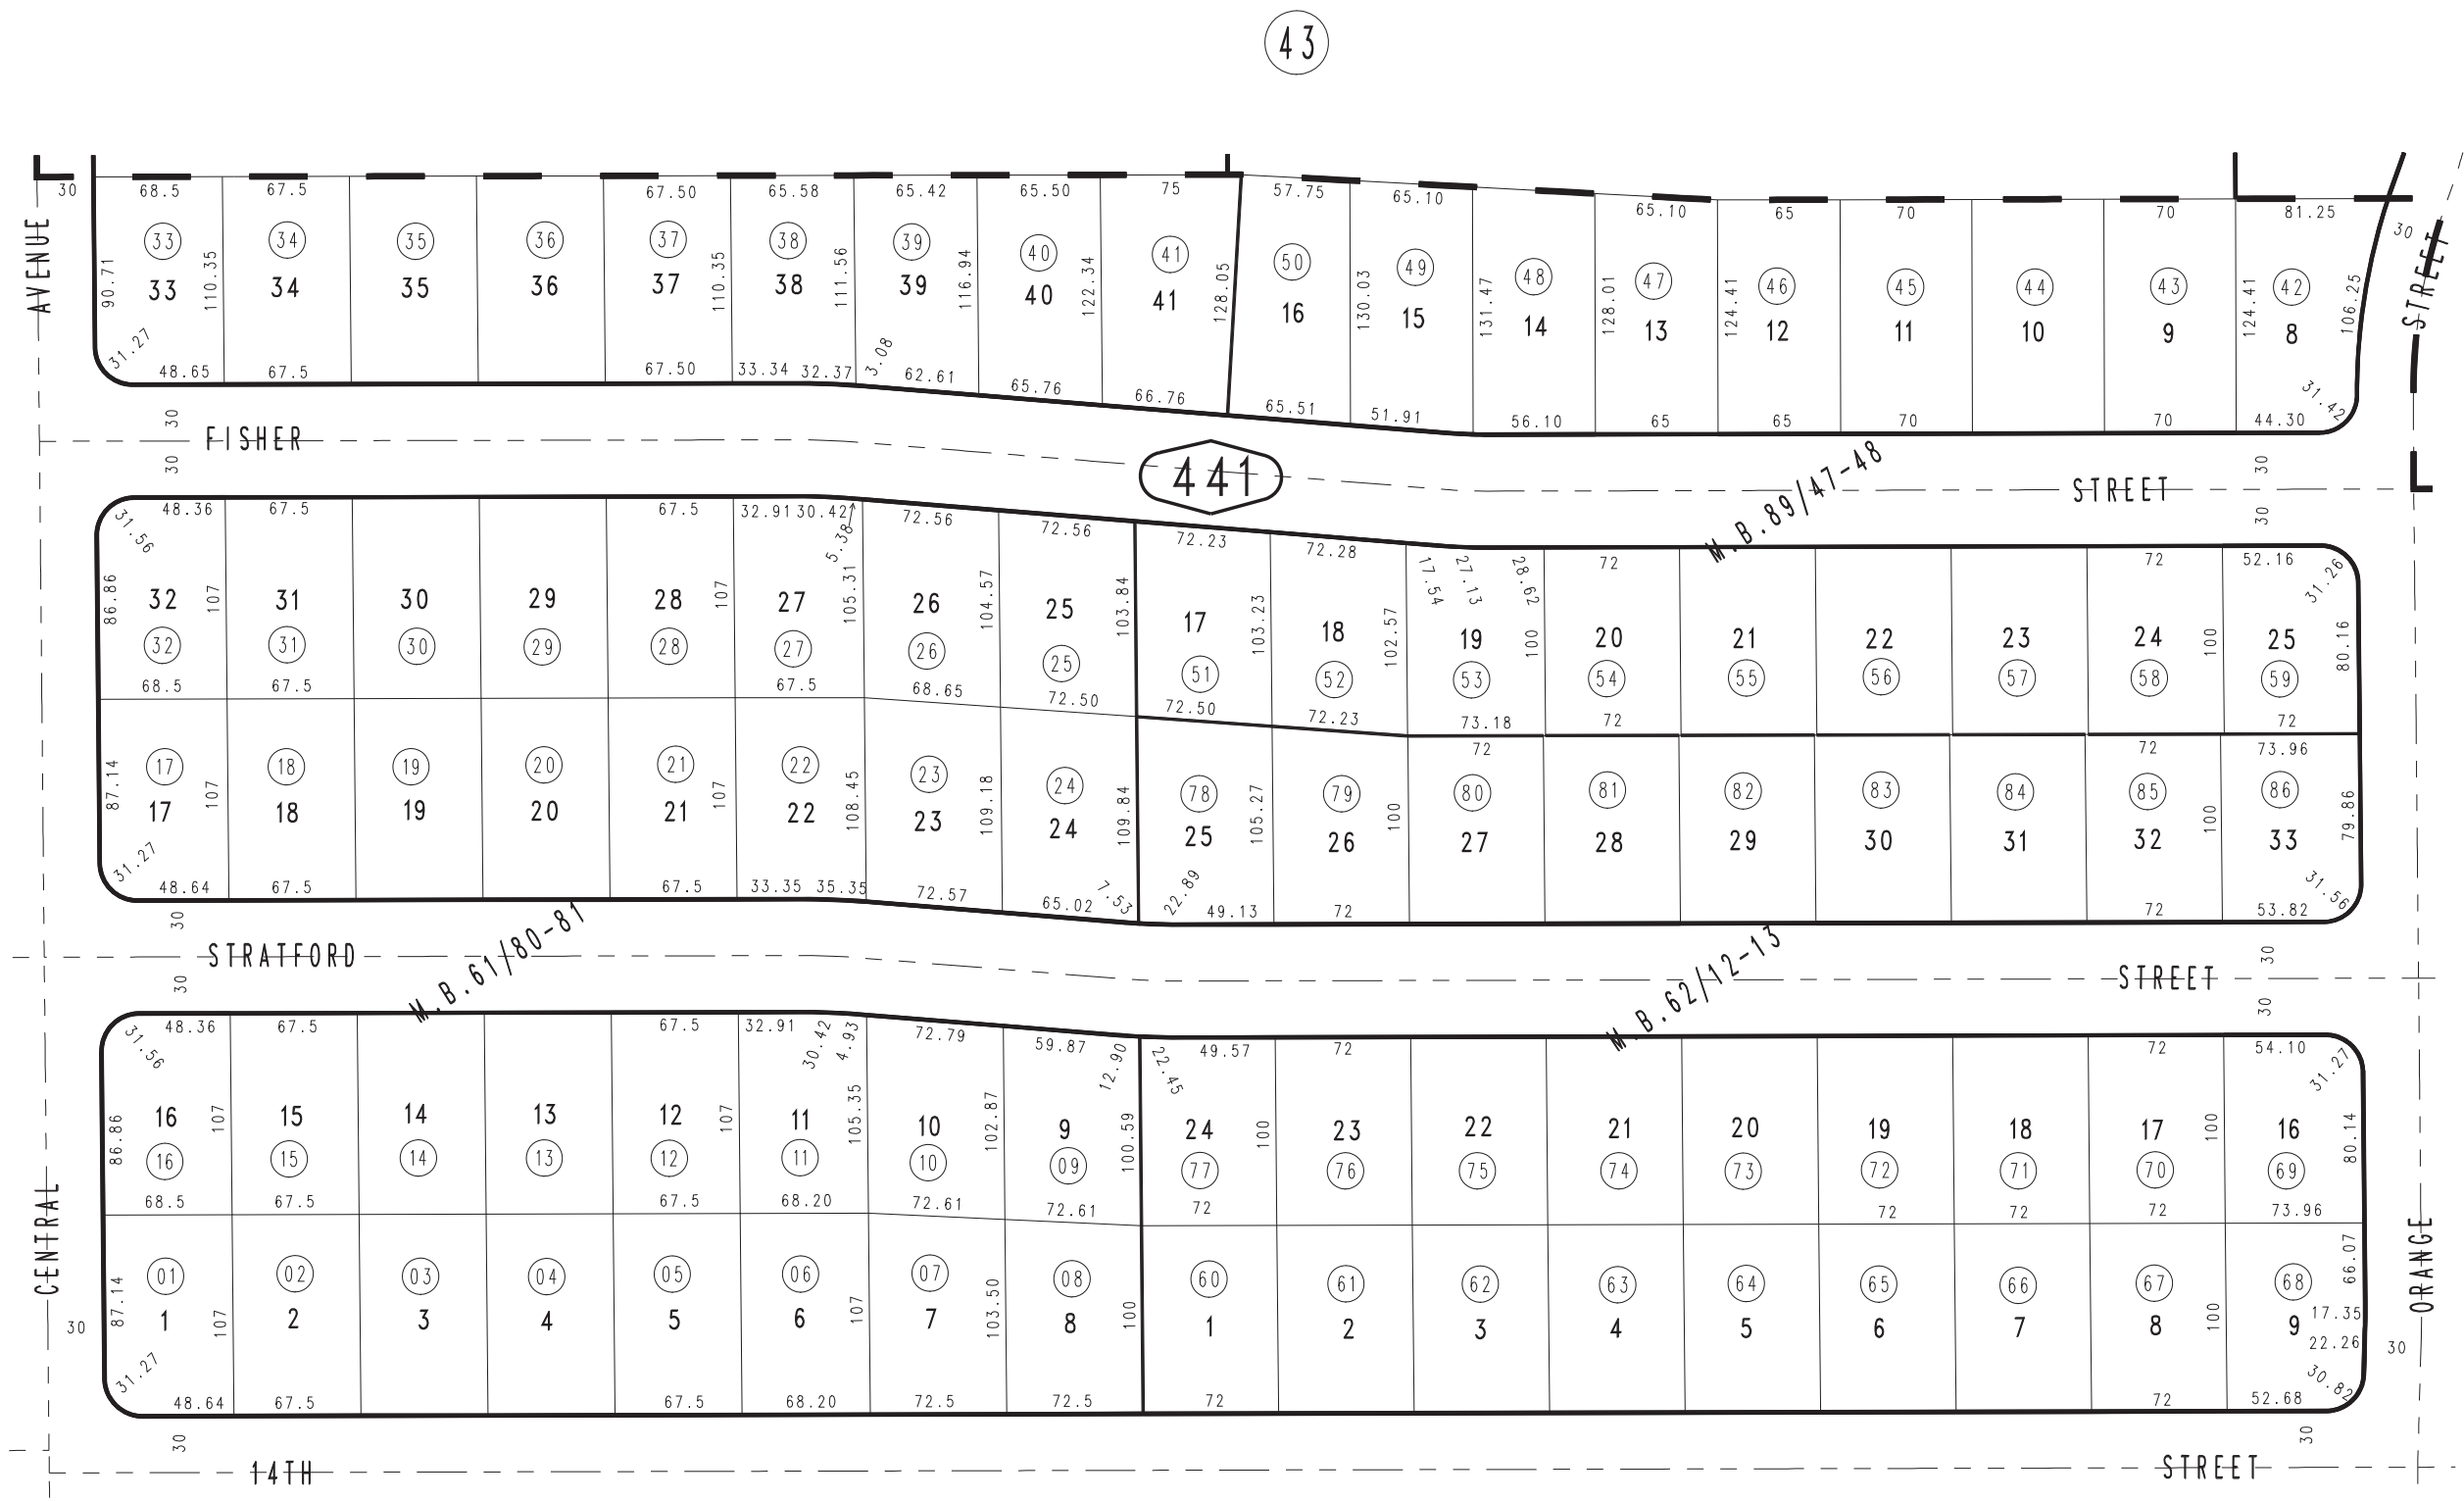 43
30 68.5 67.5 67.50 65.58 65.42 65.50 75 57.75 65.10 65.10 65 70 70 81.25 30
AVENUE 90.71 110.35 110.35 111.56 116.94 122.34 128.05 130.03 131.47 128.01 124.41 124.41 106.25 STREET
33 34 35 36 37 38 39 40 41 50 49 48 47 46 45 44 43 42
33 34 35 36 37 38 39 40 41 16 15 14 13 12 11 10 9 8
31.27 48.65 67.5 67.50 33.34 32.37 3.08 62.61 65.76 66.76 65.51 51.91 56.10 65 65 70 70 44.30 31.42
30
FISHER
30 30
441
STREET
M.B.89/47-48
30
31.56 48.36 67.5 67.5 32.91 30.42 5.38 72.56 72.56 72.23 72.28 17.54 27.13 28.62 72 72 52.16 31.26
86.86 107 107 105.31 104.57 103.84 103.23 102.57 100 100 80.16
32 31 30 29 28 27 26 25 17 18 19 20 21 22 23 24 25
32 31 30 29 28 27 26 25 51 52 53 54 55 56 57 58 59
68.5 67.5 67.5 68.65 72.50 72.50 72.23 73.18 72 72
72 72 73.96
17 18 19 20 21 22 23 24 78 79 80 81 82 83 84 85 86
87.14 107 107 108.45 109.18 109.84 105.27 100 100 79.86
17 18 19 20 21 22 23 24 25 26 27 28 29 30 31 32 33
31.27 48.64 67.5 67.5 33.35 35.35 72.57 65.02 7.53 22.89 49.13 72 72 53.82 31.56
30 30
STRATFORD
STREET
30 30
M.B.61/80-81
M.B.62/12-13
31.56 48.36 67.5 67.5 32.91 30.42 4.93 72.79 59.87 12.90 22.45 49.57 72 72 54.10 31.27
86.86 107 107 105.35 102.87 100.59 100 100 80.14
16 15 14 13 12 11 10 9 24 23 22 21 20 19 18 17 16
16 15 14 13 12 11 10 09 77 76 75 74 73 72 71 70 69
68.5 67.5 67.5 68.20 72.61 72.61 72 72 72 72 73.96
CENTRAL
ORANGE
01 02 03 04 05 06 07 08 60 61 62 63 64 65 66 67 68
87.14 107 107 103.50 100 100 66.07 17.35 22.26
1 2 3 4 5 6 7 8 1 2 3 4 5 6 7 8 9
30 30
31.27 48.64 67.5 67.5 68.20 72.5 72.5 72 72 52.68 30.82
30 30
14TH
STREET